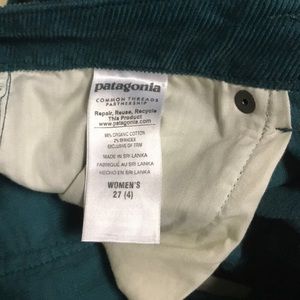 patagonia
COMMON THREADS
PARTNERSHIP
Repair, Reuse, Recycle
This Product
www.patagonia.com
98% ORGANIC COTTON
2% SPANDEX
EXCLUSIVE OF TRIM
MADE IN SRI LANKA
FABRIQUÉ AU SRI LANKA
HECHO EN SRI LANKA
WOMEN'S
27 (4)